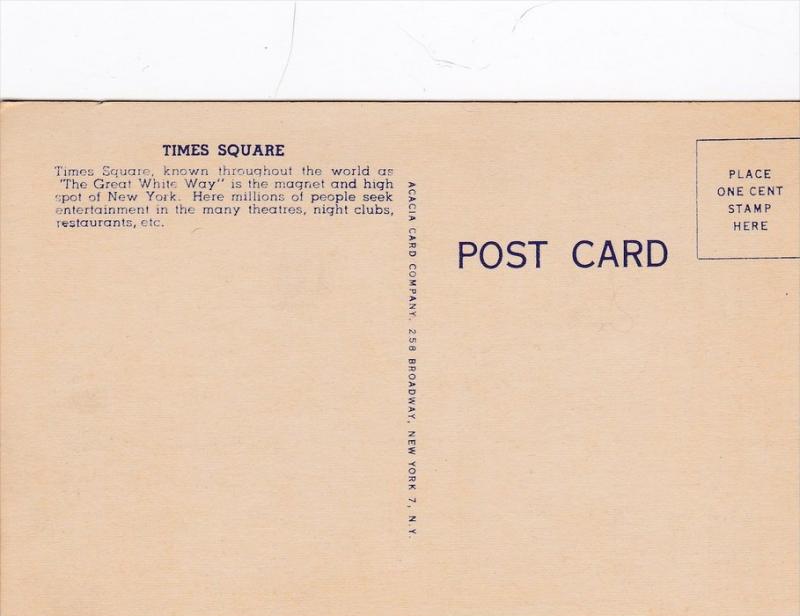 TIMES SQUARE
Times Square, known throughout the world as
"The Great White Way" is the magnet and high
spot of New York. Here millions of people seek
entertainment in the many theatres, night clubs,
restaurants, etc.
ACACIA CARD COMPANY, 258 BROADWAY, NEW YORK 7, N.Y.
POST CARD
PLACE
ONE CENT
STAMP
HERE